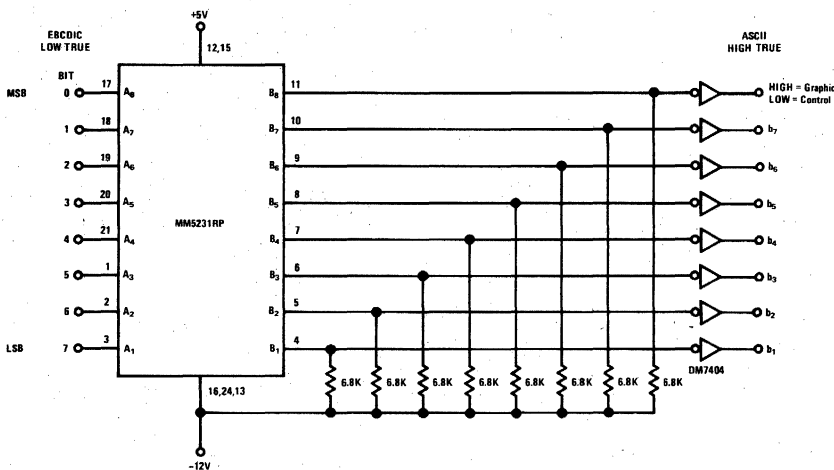 +5V
EBCDIC
LOW TRUE
12,15
ASCII
HIGH TRUE
BIT
MSB 0 17 A8 B8 11 HIGH = Graphic
LOW = Control
1 18 A7 B7 10 b7
2 19 A6 B6 9 b6
3 20 A5 B5 8 b5
MM5231RP
4 21 A4 B4 7 b4
5 1 A3 B3 6 b3
6 2 A2 B2 5 b2
LSB 7 3 A1 B1 4 b1
DM7404
6.8K 6.8K 6.8K 6.8K 6.8K 6.8K 6.8K 6.8K
16,24,13
-12V